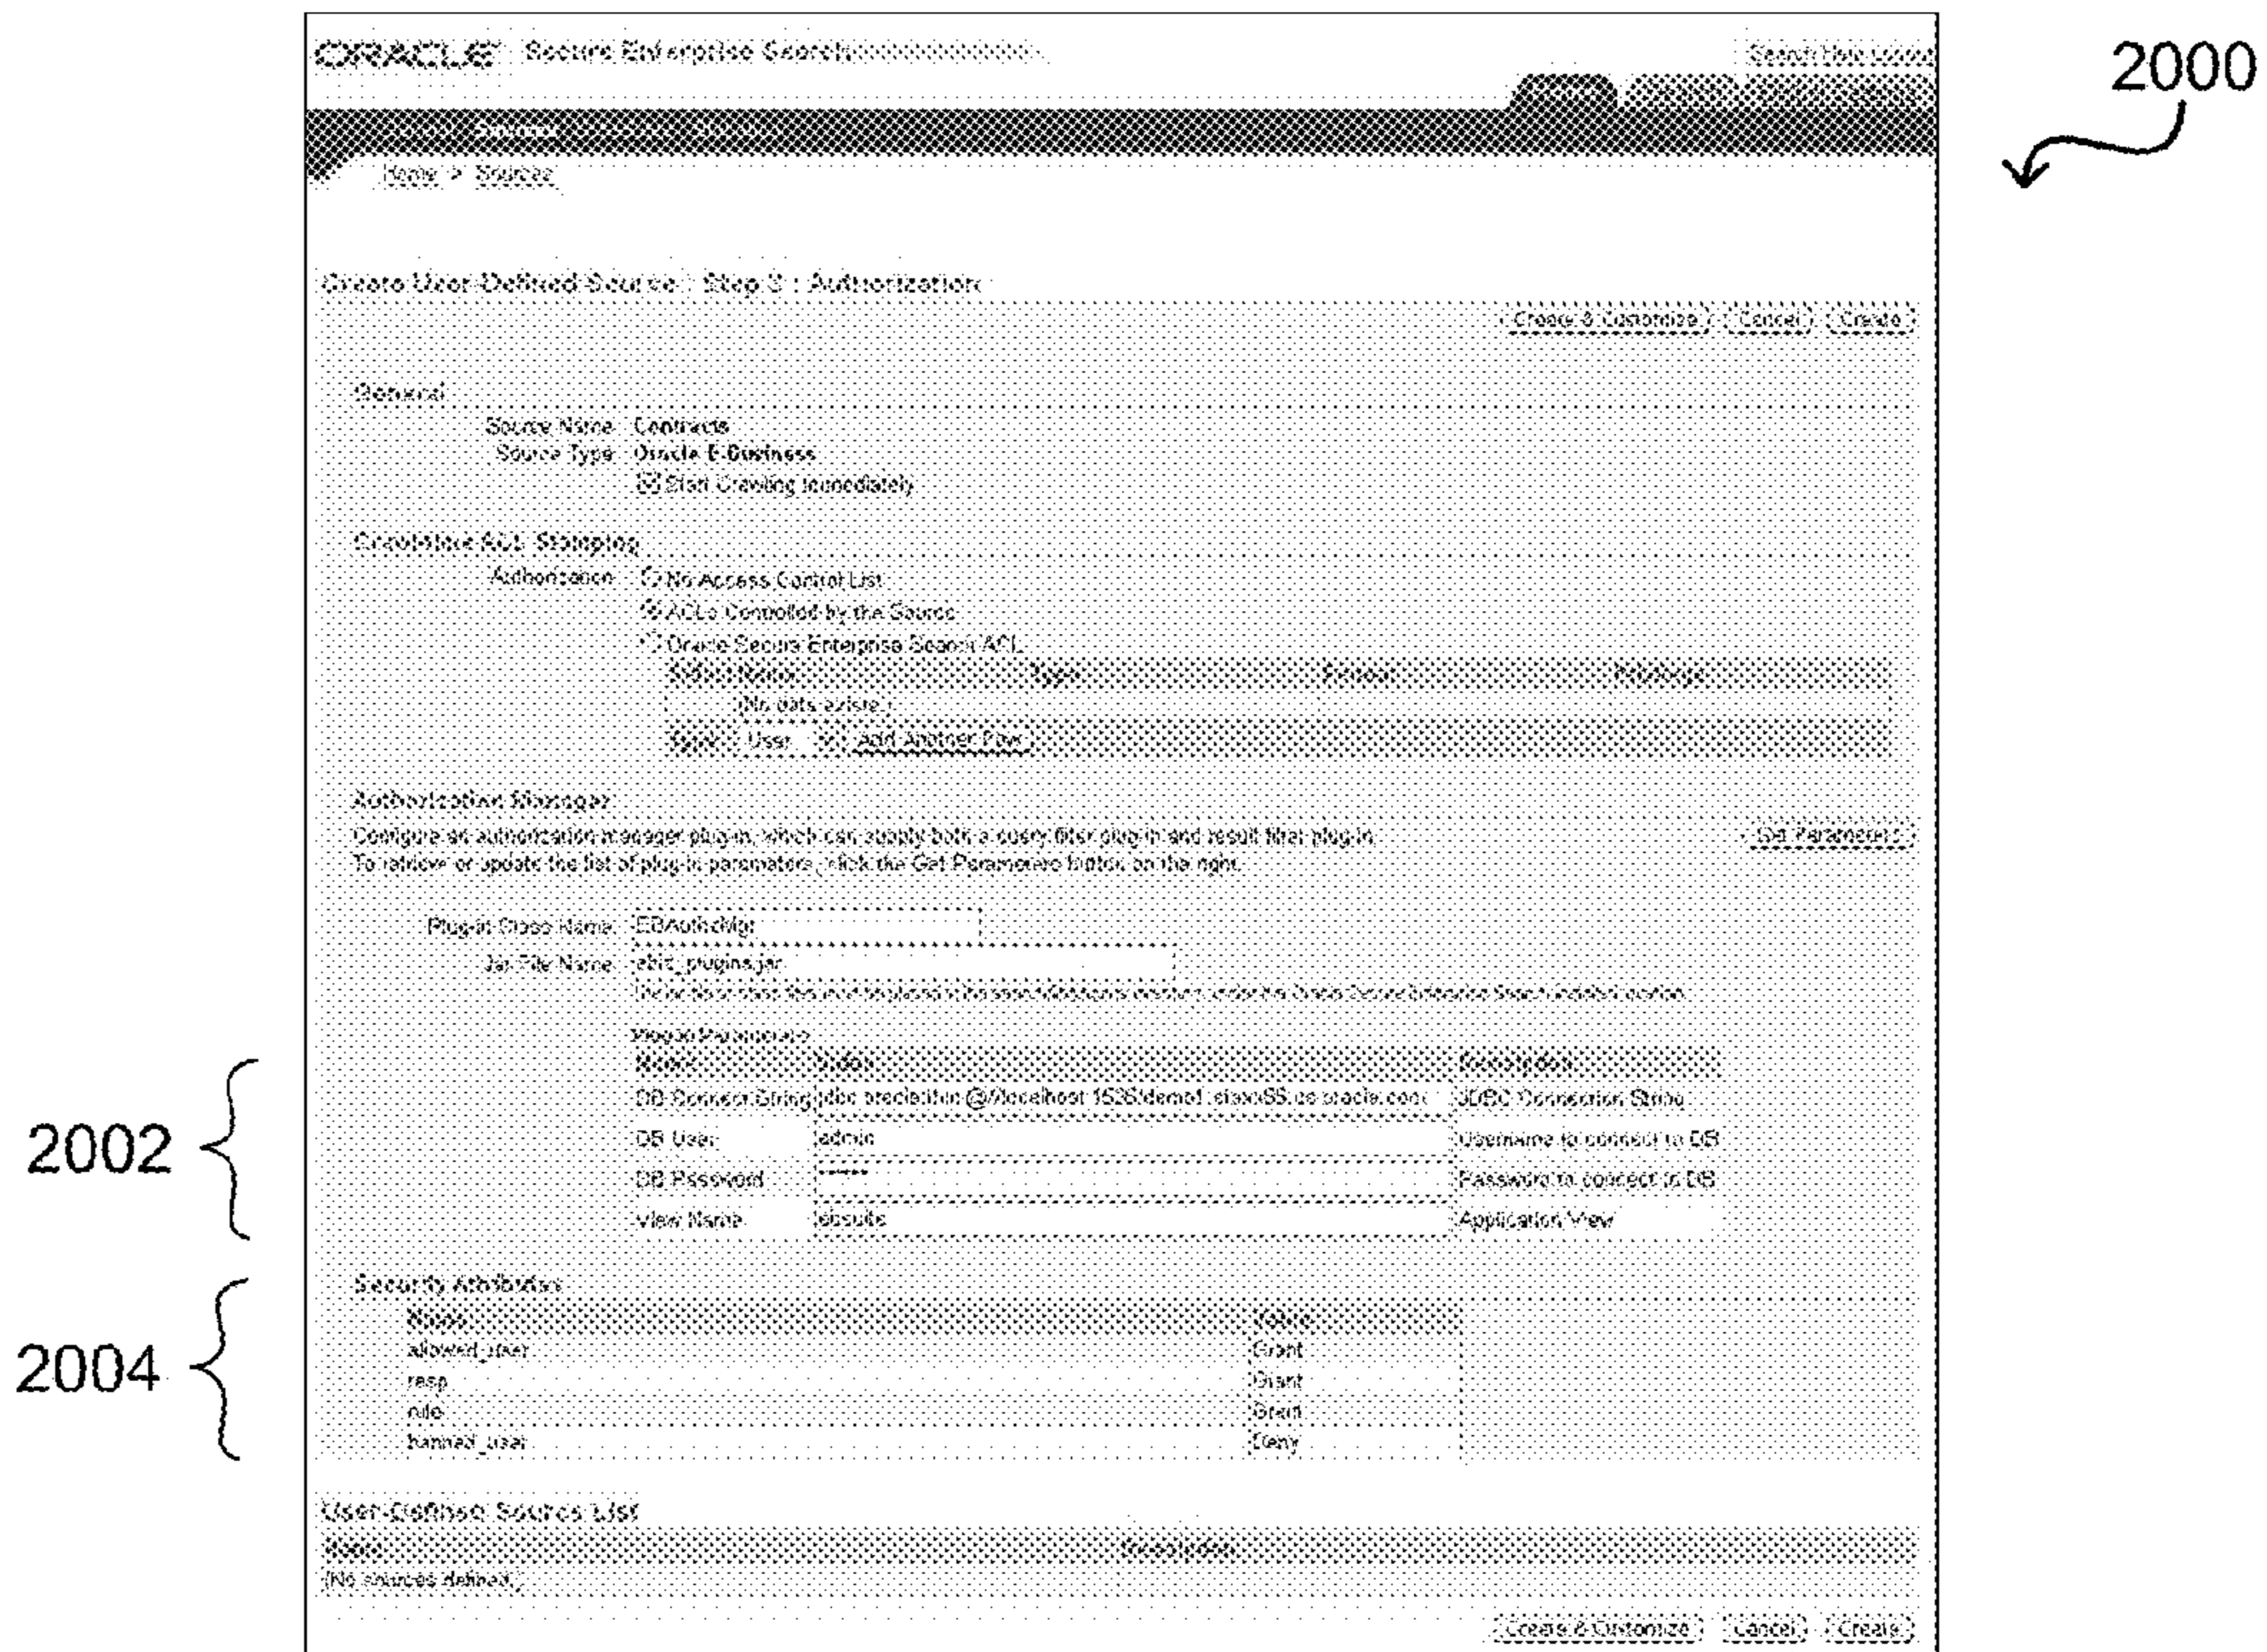 ORACLE Secure Enterprise Search
2000
Sources
Home > Sources
Create User-Defined Source : Step 3 : Authorization
Create & Customize Cancel Create
General
Source Name Contracts
Source Type Oracle E-Business
Start Crawling Immediately
Crawl-time ACL Stamping
Authorization No Access Control List
ACLs Controlled by the Source
Oracle Secure Enterprise Search ACL
Select Name Type Format Privilege
(No data exists.)
Type User Add Another Row
Authorization Manager
Configure an authorization manager plug-in, which can supply both a query filter plug-in and result filter plug-in.
Get Parameters
To retrieve or update the list of plug-in parameters, click the Get Parameters button on the right.
Plug-in Class Name EBAuthzMgr
Jar File Name ebiz_plugins.jar
Plug-in Parameters
Name Value Description
DB Connect String JDBC Connection String
2002
DB User admin Username to connect to DB
DB Password ****** Password to connect to DB
View Name ebsuite Application View
Security Attributes
Name Value
allowed_user Grant
2004
resp Grant
role Grant
banned_user Deny
User-Defined Source List
Name Description
(No sources defined.)
Create & Customize Cancel Create